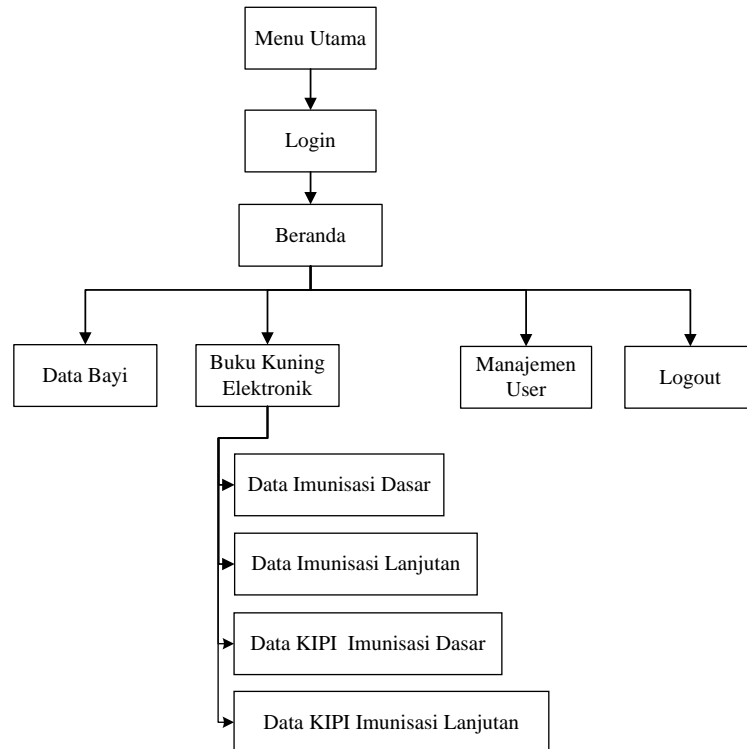 Menu Utama
Login
Beranda
Data Bayi
Buku Kuning
Elektronik
Manajemen
User
Logout
Data Imunisasi Dasar
Data Imunisasi Lanjutan
Data KIPI  Imunisasi Dasar
Data KIPI Imunisasi Lanjutan